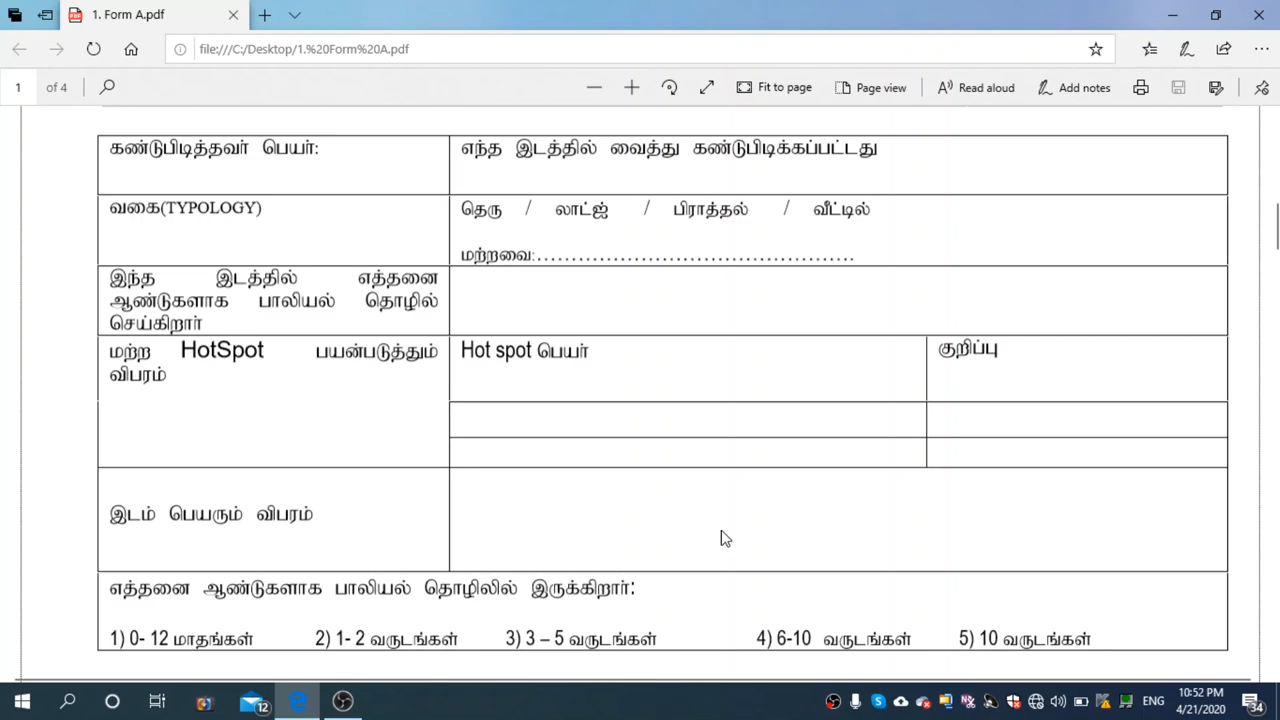 1. Form A.pdf
file:///C:/Desktop/1.%20Form%20A.pdf
1 of 4
Fit to page
Page view
Read aloud
Add notes
கண்டுபிடித்தவர் பெயர்:
எந்த இடத்தில் வைத்து கண்டுபிடிக்கப்பட்டது
வகை(TYPOLOGY)
தெரு / லாட்ஜ் / பிராத்தல் / வீட்டில்
மற்றவை:...............................................
இந்த இடத்தில் எத்தனை
ஆண்டுகளாக பாலியல் தொழில்
செய்கிறார்
மற்ற HotSpot பயன்படுத்தும்
விபரம்
Hot spot பெயர்
குறிப்பு
இடம் பெயரும் விபரம்
எத்தனை ஆண்டுகளாக பாலியல் தொழிலில் இருக்கிறார்:
1) 0- 12 மாதங்கள் 2) 1- 2 வருடங்கள் 3) 3 – 5 வருடங்கள் 4) 6-10 வருடங்கள் 5) 10 வருடங்கள்
12
ENG
10:52 PM
4/21/2020
34